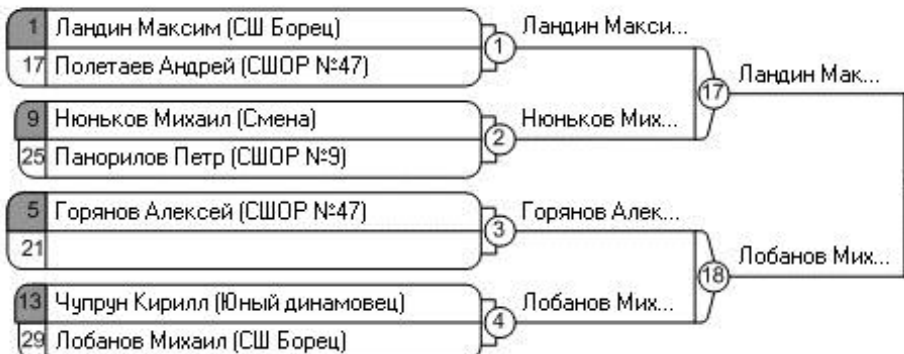 1 Ландин Максим (СШ Борец)
17 Полетаев Андрей (СШОР №47)
1
Ландин Макси...
9 Нюньков Михаил (Смена)
25 Панорилов Петр (СШОР №9)
2
Нюньков Мих...
17
Ландин Мак...
5 Горянов Алексей (СШОР №47)
21
3
Горянов Алек...
13 Чупрун Кирилл (Юный динамовец)
29 Лобанов Михаил (СШ Борец)
4
Лобанов Мих...
18
Лобанов Мих...